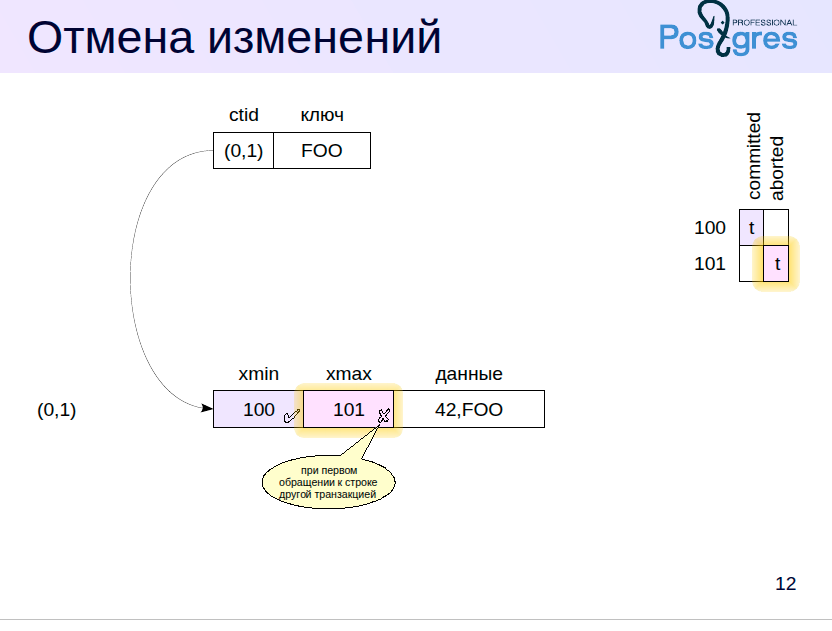 Отмена изменений
PROFESSIONAL
Postgres
ctid ключ
(0,1) FOO
committed
aborted
100 t
101 t
xmin xmax данные
(0,1) 100 101 42,FOO
при первом
обращении к строке
другой транзакцией
12